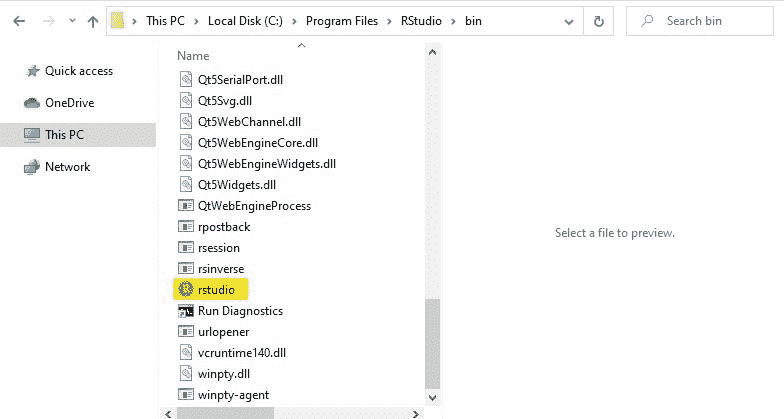 This PC > Local Disk (C:) > Program Files > RStudio > bin
Search bin
Quick access
OneDrive
This PC
Network
Name
Qt5SerialPort.dll
Qt5Svg.dll
Qt5WebChannel.dll
Qt5WebEngineCore.dll
Qt5WebEngineWidgets.dll
Qt5Widgets.dll
QtWebEngineProcess
rpostback
rsession
rsinverse
rstudio
Run Diagnostics
urlopener
vcruntime140.dll
winpty.dll
winpty-agent
Select a file to preview.